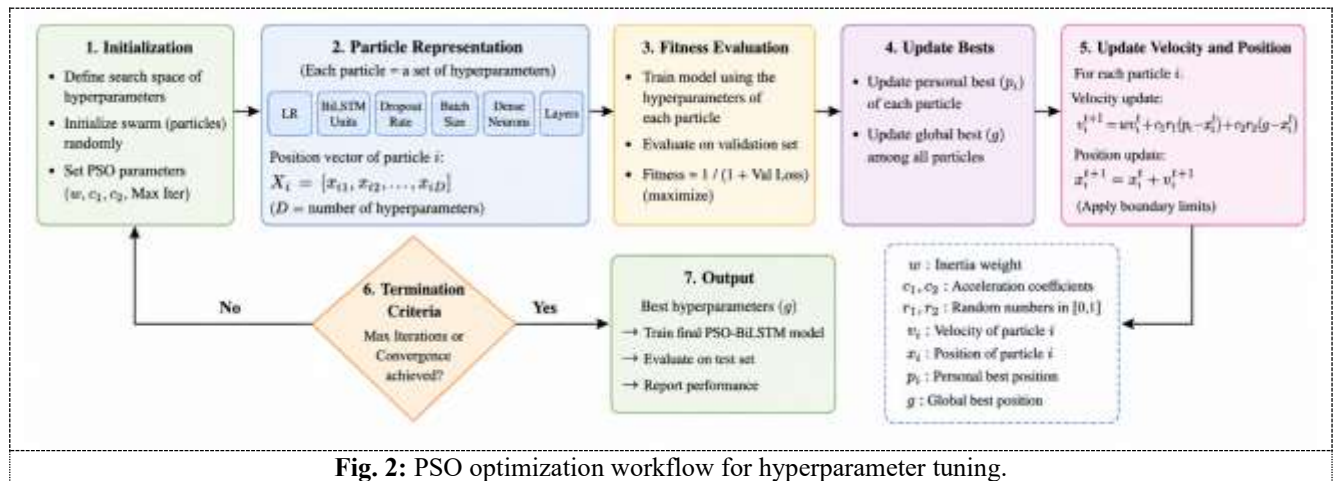 1. Initialization
• Define search space of
hyperparameters
• Initialize swarm (particles)
randomly
• Set PSO parameters
(w, c₁, c₂, Max Iter)
2. Particle Representation
(Each particle = a set of hyperparameters)
LR
BiLSTM
Units
Dropout
Rate
Batch
Size
Dense
Neurons
Layers
Position vector of particle i:
Xᵢ = [xᵢ₁, xᵢ₂, . . . , xᵢD]
(D = number of hyperparameters)
3. Fitness Evaluation
• Train model using the
hyperparameters of
each particle
• Evaluate on validation set
• Fitness = 1 / (1 + Val Loss)
(maximize)
4. Update Bests
• Update personal best (pᵢ)
of each particle
• Update global best (g)
among all particles
5. Update Velocity and Position
For each particle i:
Velocity update:
vᵢᵗ⁺¹ = wvᵢᵗ + c₁r₁(pᵢ − xᵢᵗ) + c₂r₂(g − xᵢᵗ)
Position update:
xᵢᵗ⁺¹ = xᵢᵗ + vᵢᵗ⁺¹
(Apply boundary limits)
No
6. Termination
Criteria
Max Iterations or
Convergence
achieved?
Yes
7. Output
Best hyperparameters (g)
→ Train final PSO-BiLSTM model
→ Evaluate on test set
→ Report performance
w : Inertia weight
c₁, c₂ : Acceleration coefficients
r₁, r₂ : Random numbers in [0,1]
vᵢ : Velocity of particle i
xᵢ : Position of particle i
pᵢ : Personal best position
g : Global best position
Fig. 2: PSO optimization workflow for hyperparameter tuning.